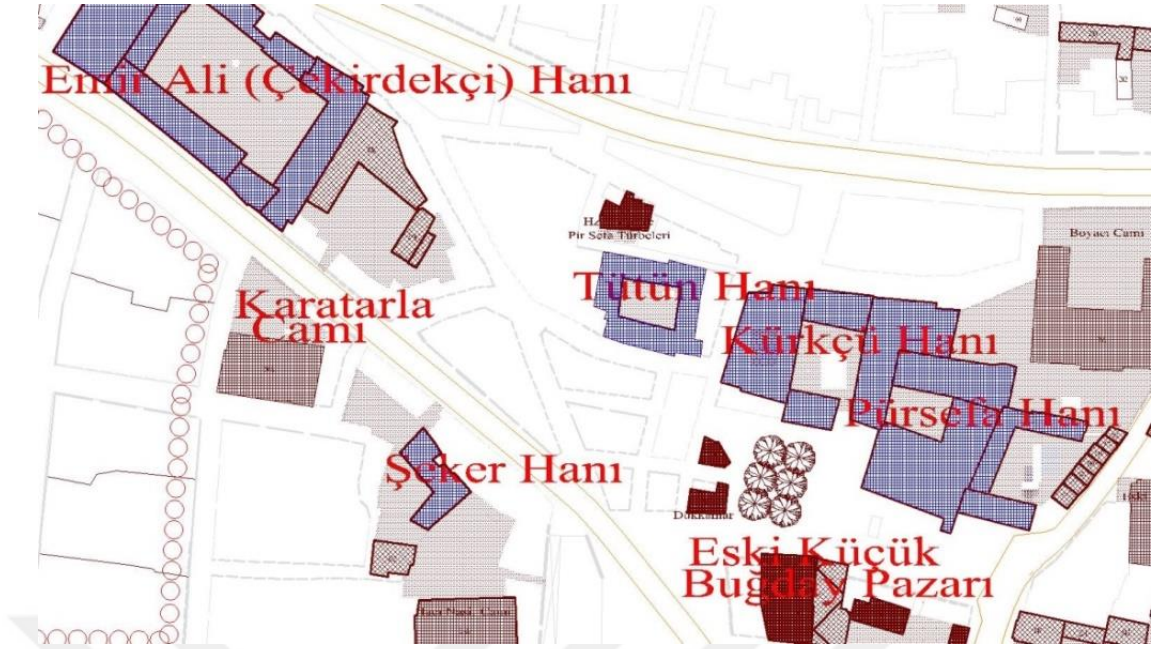 Emir Ali (Çekirdekçi) Hanı
Pir Sefa Türbeleri
Boyacı Cami
Tütün Hanı
Karatarla
Cami
Kürkçü Hanı
Pürsefa Hanı
Şeker Hanı
Dükkanlar
Eski Küçük
Buğday Pazarı